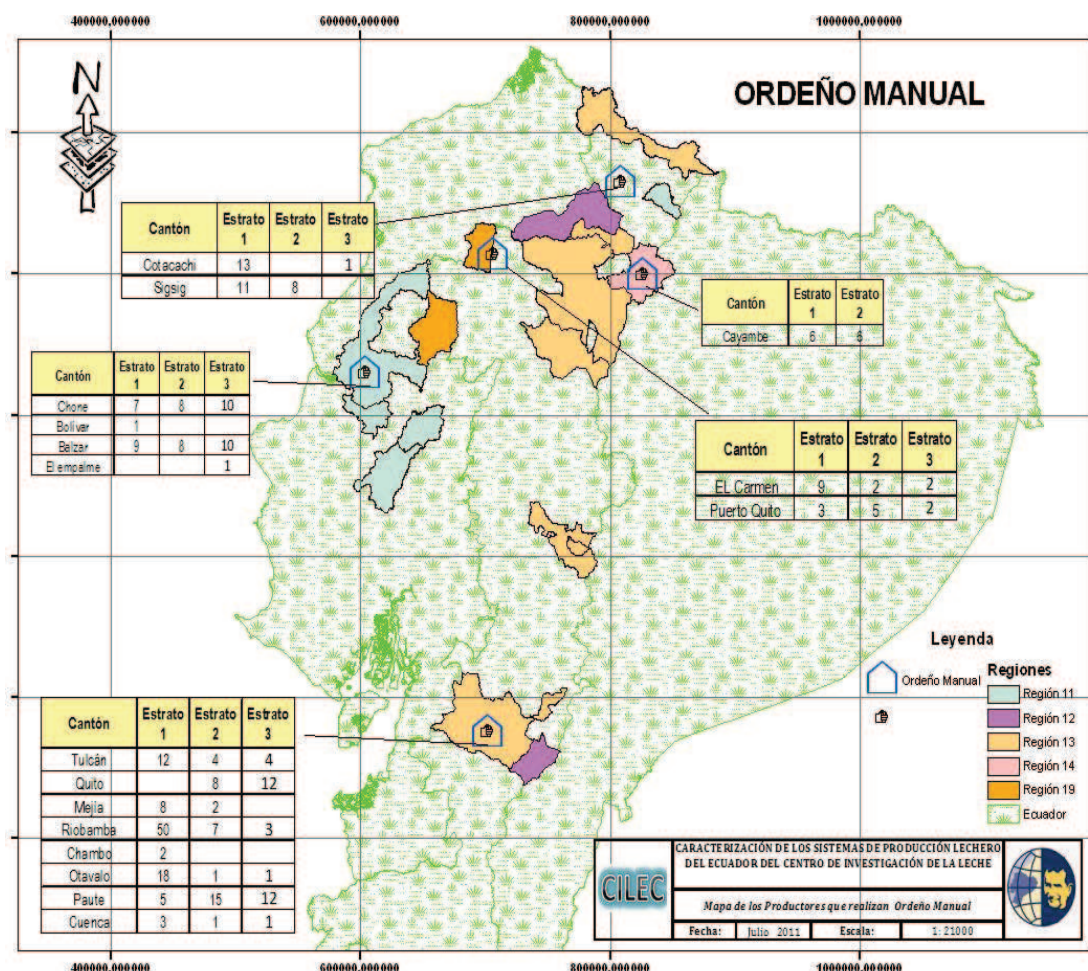 400000,000000 600000,000000 800000,000000 1000000,000000
N
ORDEÑO MANUAL
Cantón Estrato 1 Estrato 2 Estrato 3
Cotacachi 13 1
Sigsig 11 8
Cantón Estrato 1 Estrato 2
Cayambe 6 6
Cantón Estrato 1 Estrato 2 Estrato 3
Chone 7 8 10
Bolívar 1
Balzar 9 8 10
El empalme 1
Cantón Estrato 1 Estrato 2 Estrato 3
EL Carmen 9 2 2
Puerto Quito 3 5 2
Cantón Estrato 1 Estrato 2 Estrato 3
Tulcán 12 4 4
Quito 8 12
Mejía 8 2
Riobamba 50 7 3
Chambo 2
Otavalo 18 1 1
Paute 5 15 12
Cuenca 3 1 1
Leyenda
Ordeño Manual
Regiones
Región 11
Región 12
Región 13
Región 14
Región 19
Ecuador
CILEC
CARACTERIZACIÓN DE LOS SISTEMAS DE PRODUCCIÓN LECHERO
DEL ECUADOR DEL CENTRO DE INVESTIGACIÓN DE LA LECHE
Mapa de los Productores que realizan Ordeño Manual
Fecha: Julio 2011 Escala: 1: 21000
400000,000000 600000,000000 800000,000000 1000000,000000